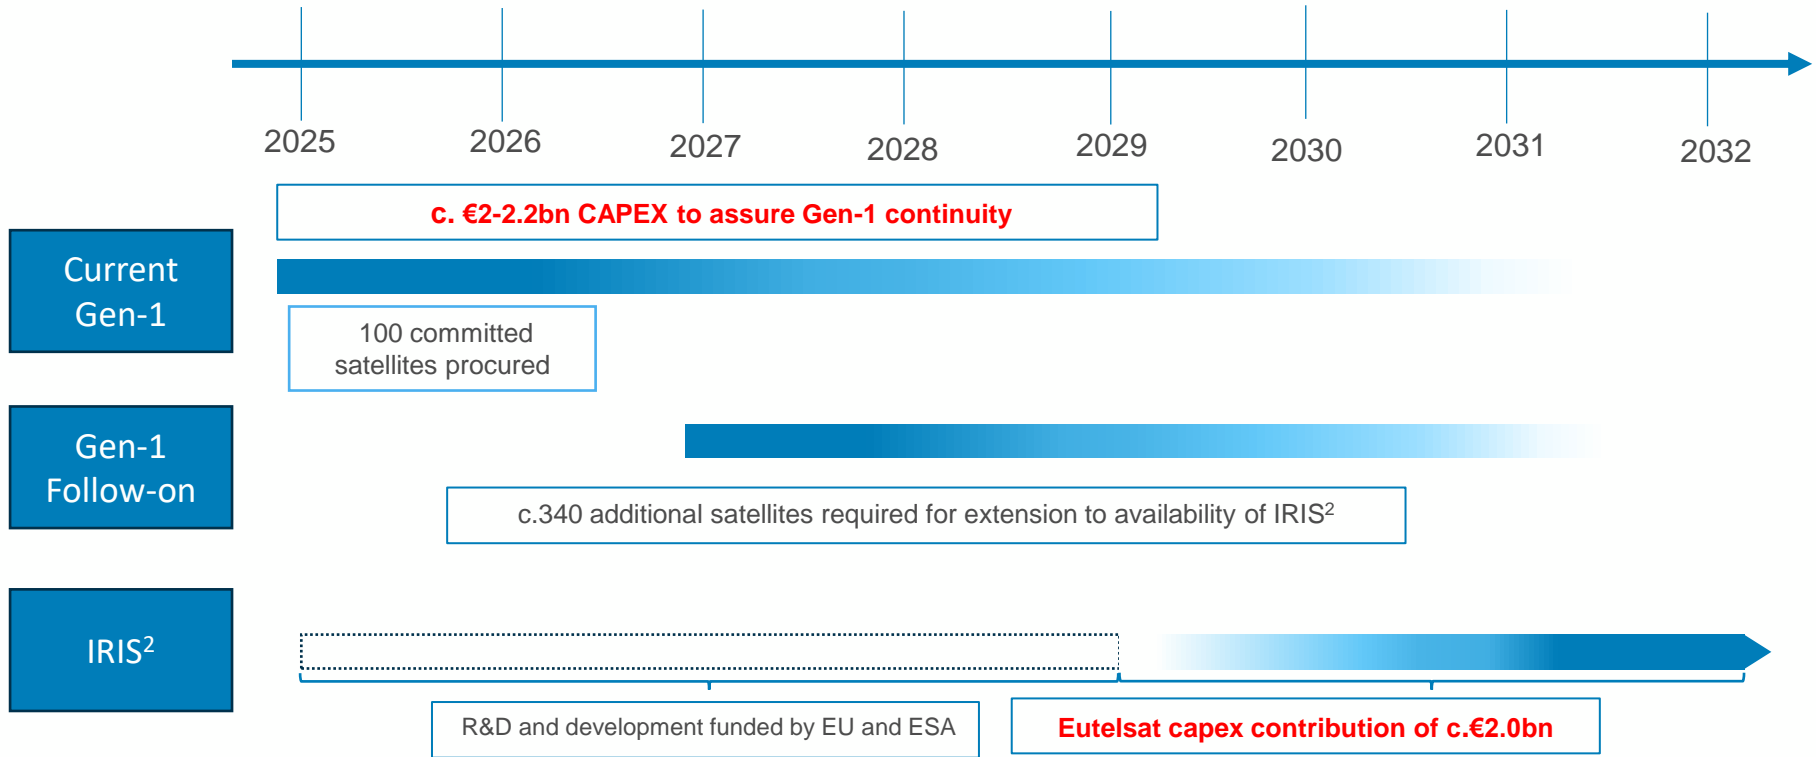 2025 2026 2027 2028 2029 2030 2031 2032
c. €2-2.2bn CAPEX to assure Gen-1 continuity
Current
Gen-1
100 committed
satellites procured
Gen-1
Follow-on
c.340 additional satellites required for extension to availability of IRIS²
IRIS²
R&D and development funded by EU and ESA
Eutelsat capex contribution of c.€2.0bn